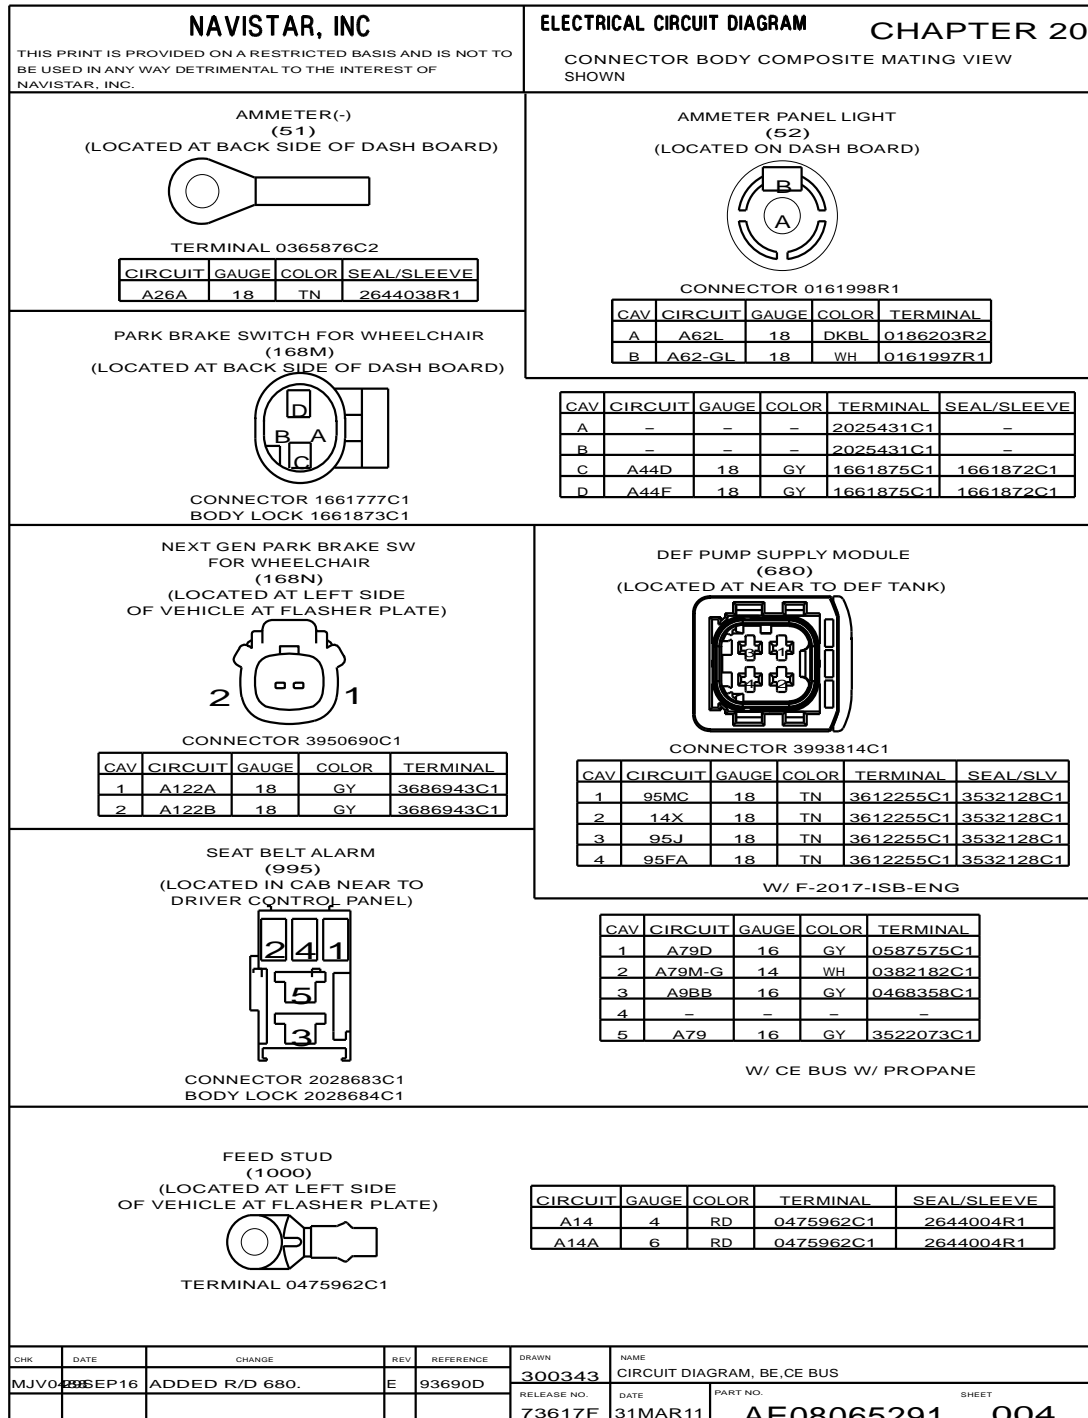 NAVISTAR, INC
THIS PRINT IS PROVIDED ON A RESTRICTED BASIS AND IS NOT TO
BE USED IN ANY WAY DETRIMENTAL TO THE INTEREST OF
NAVISTAR, INC.
ELECTRICAL CIRCUIT DIAGRAM CHAPTER 20
CONNECTOR BODY COMPOSITE MATING VIEW
SHOWN
AMMETER(-)
(51)
(LOCATED AT BACK SIDE OF DASH BOARD)
TERMINAL 0365876C2
CIRCUIT GAUGE COLOR SEAL/SLEEVE
A26A 18 TN 2644038R1
AMMETER PANEL LIGHT
(52)
(LOCATED ON DASH BOARD)
B
A
CONNECTOR 0161998R1
CAV CIRCUIT GAUGE COLOR TERMINAL
A A62L 18 DKBL 0186203R2
B A62-GL 18 WH 0161997R1
PARK BRAKE SWITCH FOR WHEELCHAIR
(168M)
(LOCATED AT BACK SIDE OF DASH BOARD)
D
B A
C
CONNECTOR 1661777C1
BODY LOCK 1661873C1
CAV CIRCUIT GAUGE COLOR TERMINAL SEAL/SLEEVE
A – – – 2025431C1 –
B – – – 2025431C1 –
C A44D 18 GY 1661875C1 1661872C1
D A44F 18 GY 1661875C1 1661872C1
NEXT GEN PARK BRAKE SW
FOR WHEELCHAIR
(168N)
(LOCATED AT LEFT SIDE
OF VEHICLE AT FLASHER PLATE)
2 1
CONNECTOR 3950690C1
CAV CIRCUIT GAUGE COLOR TERMINAL
1 A122A 18 GY 3686943C1
2 A122B 18 GY 3686943C1
DEF PUMP SUPPLY MODULE
(680)
(LOCATED AT NEAR TO DEF TANK)
3 1
4 2
CONNECTOR 3993814C1
CAV CIRCUIT GAUGE COLOR TERMINAL SEAL/SLV
1 95MC 18 TN 3612255C1 3532128C1
2 14X 18 TN 3612255C1 3532128C1
3 95J 18 TN 3612255C1 3532128C1
4 95FA 18 TN 3612255C1 3532128C1
W/ F-2017-ISB-ENG
SEAT BELT ALARM
(995)
(LOCATED IN CAB NEAR TO
DRIVER CONTROL PANEL)
2 4 1
5
3
CONNECTOR 2028683C1
BODY LOCK 2028684C1
CAV CIRCUIT GAUGE COLOR TERMINAL
1 A79D 16 GY 0587575C1
2 A79M-G 14 WH 0382182C1
3 A9BB 16 GY 0468358C1
4 – – – –
5 A79 16 GY 3522073C1
W/ CE BUS W/ PROPANE
FEED STUD
(1000)
(LOCATED AT LEFT SIDE
OF VEHICLE AT FLASHER PLATE)
TERMINAL 0475962C1
CIRCUIT GAUGE COLOR TERMINAL SEAL/SLEEVE
A14 4 RD 0475962C1 2644004R1
A14A 6 RD 0475962C1 2644004R1
CHK DATE CHANGE REV REFERENCE
ADDED R/D 680. E 93690D
DRAWN
300343
NAME
CIRCUIT DIAGRAM, BE,CE BUS
RELEASE NO.
73617F
DATE
31MAR11
PART NO.
AE08065291
SHEET
004